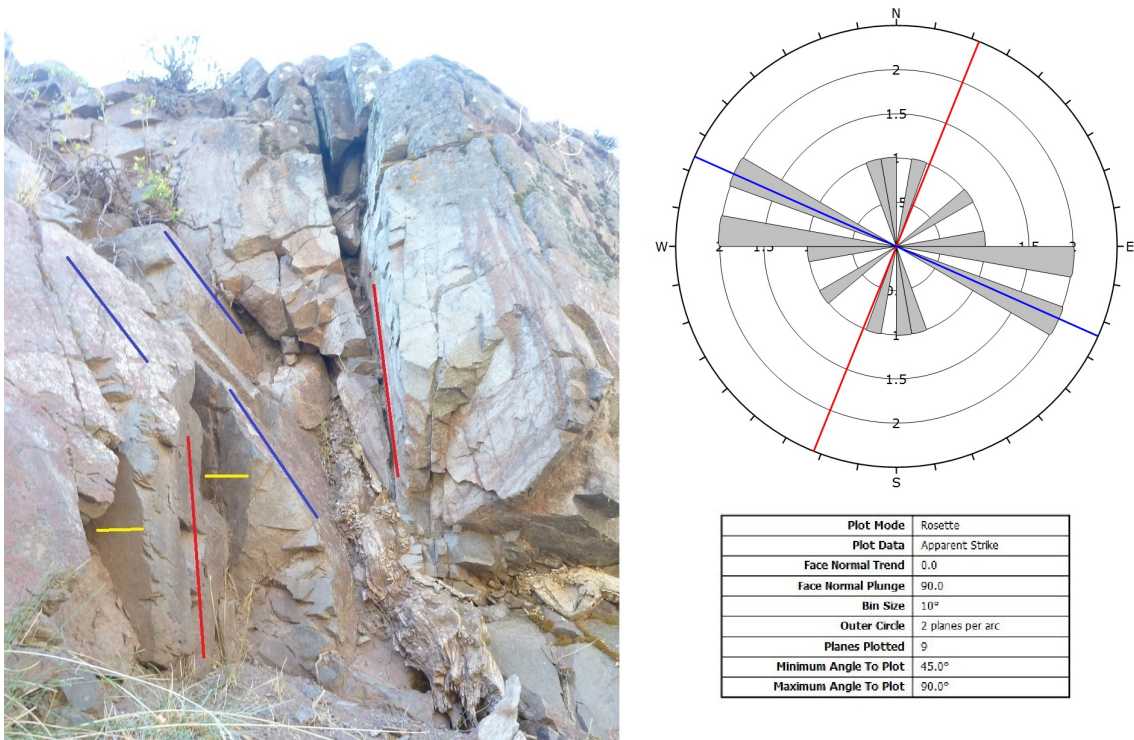 N
2
1.5
1
.5
W 2 1.5 1.5 2 E
1
1.5
2
S
Plot Mode Rosette
Plot Data Apparent Strike
Face Normal Trend 0.0
Face Normal Plunge 90.0
Bin Size 10°
Outer Circle 2 planes per arc
Planes Plotted 9
Minimum Angle To Plot 45.0°
Maximum Angle To Plot 90.0°